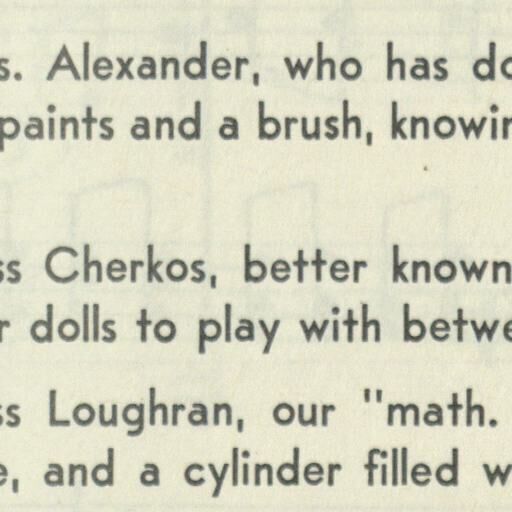 s. Alexander, who has do
paints and a brush, knowin
ss Cherkos, better known
r dolls to play with betwe
ss Loughran, our "math.
e, and a cylinder filled w